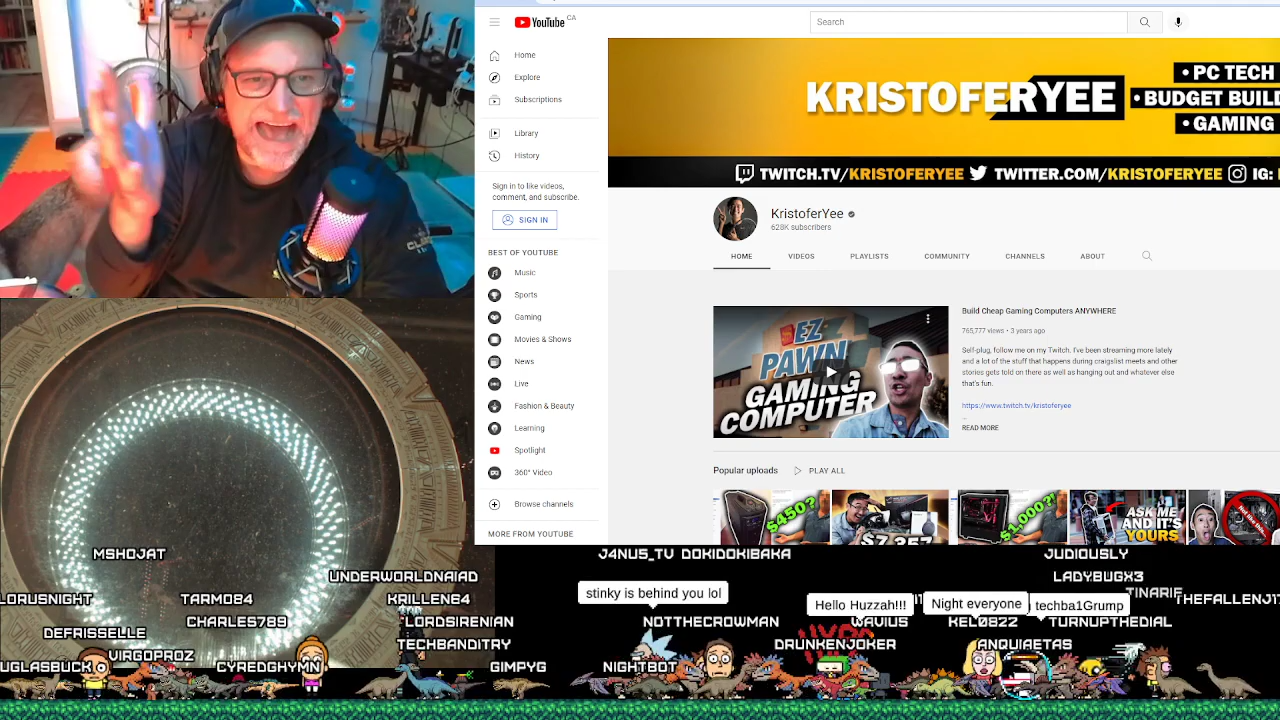 YouTube CA
Search
Home
Explore
Subscriptions
Library
History
Sign in to like videos,
comment, and subscribe.
SIGN IN
BEST OF YOUTUBE
Music
Sports
Gaming
Movies & Shows
News
Live
Fashion & Beauty
Learning
Spotlight
360° Video
Browse channels
MORE FROM YOUTUBE
KRISTOFERYEE
• PC TECH
• BUDGET BUILD
• GAMING
TWITCH.TV/KRISTOFERYEE TWITTER.COM/KRISTOFERYEE IG:
KristoferYee
628K subscribers
HOME VIDEOS PLAYLISTS COMMUNITY CHANNELS ABOUT
EZ
PAWN
GAMING
COMPUTER
Build Cheap Gaming Computers ANYWHERE
765,777 views • 3 years ago
Self-plug, follow me on my Twitch. I've been streaming more lately
and a lot of the stuff that happens during craigslist meets and other
stories gets told on there as well as hanging out and whatever else
that's fun.
https://www.twitch.tv/kristoferyee
READ MORE
Popular uploads PLAY ALL
$450?!
$7,357
$1,000?!
ASK ME
AND IT'S
YOURS
MSHOJAT J4NUS_TV DOKIDOKIBAKA JUDIOUSLY
UNDERWORLDNAIAD LADYBUGX3
stinky is behind you lol TINARIE
LORUSNIGHT TARMO84 KRILLEN84 Hello Huzzah!!! Night everyone techba1Grump THEFALLENJ17
CHARLES789 LORDSIRENIAN NOTTHECROWMAN WAVIUS KEL0822 TURNUPTHEDIAL
DEFRISSELLE TECHBANDITRY DRUNKENJOKER ANQUIAETAS
VIRGOPROZ
UGLASBUCK CYREDGHYMN GIMPYG NIGHTBOT